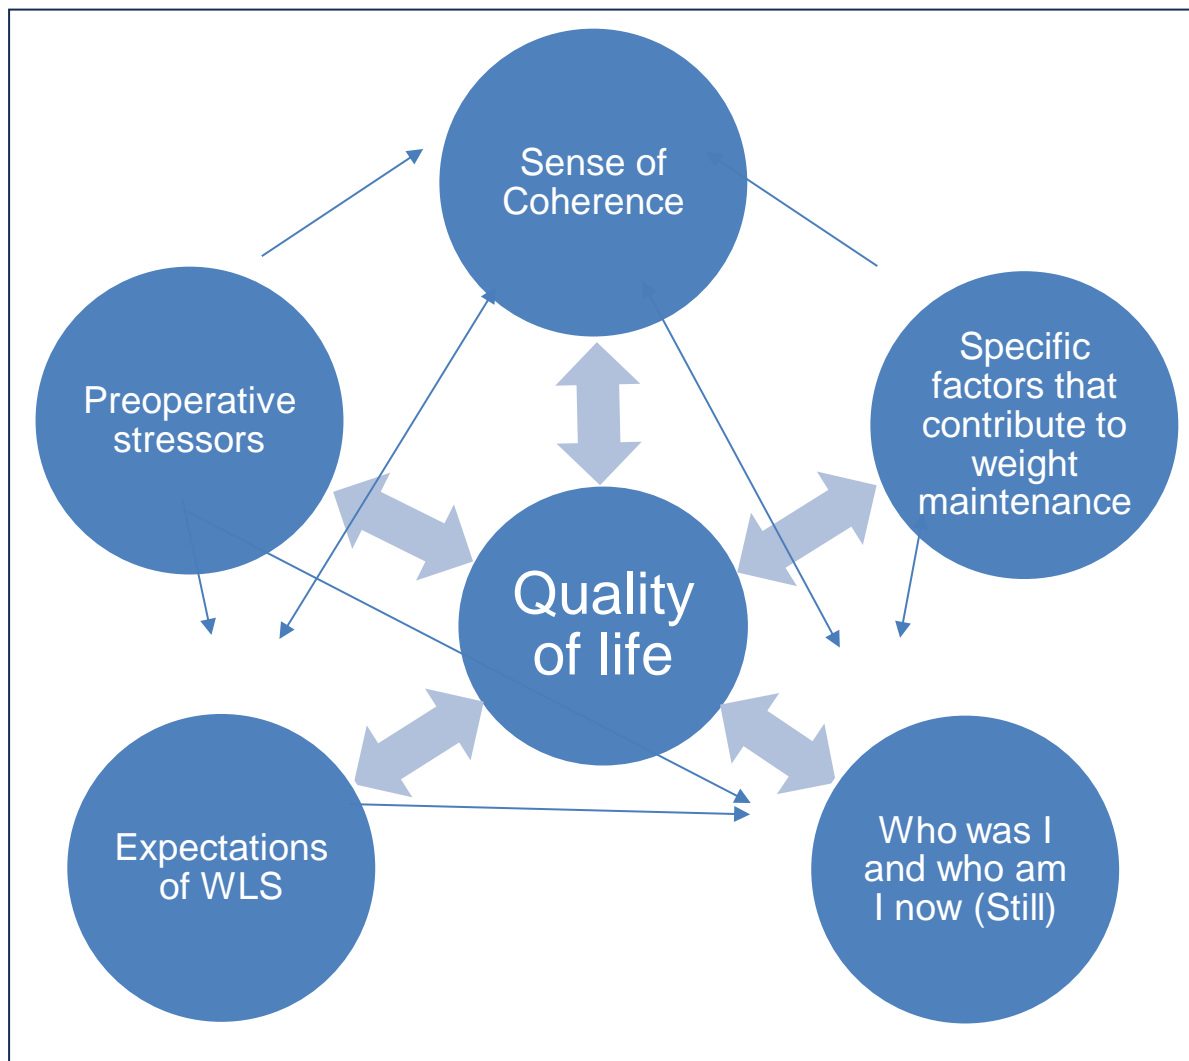 Sense of
Coherence
Preoperative
stressors
Specific
factors that
contribute to
weight
maintenance
Quality
of life
Expectations
of WLS
Who was I
and who am
I now (Still)